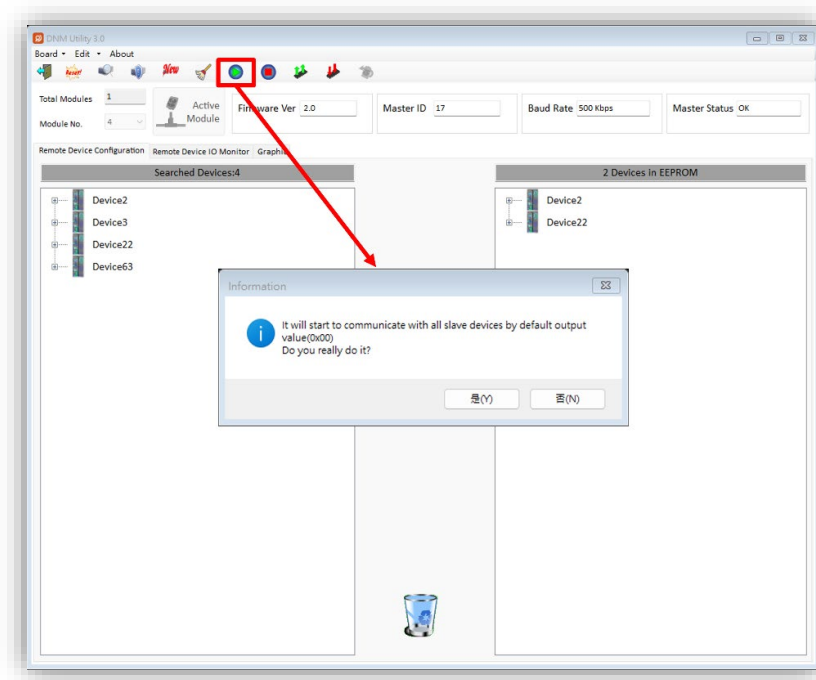 DNM Utility 3.0
Board Edit About
Reset! New
Total Modules 1
Module No. 4
Active Module
Firmware Ver 2.0
Master ID 17
Baud Rate 500 Kbps
Master Status OK
Remote Device Configuration Remote Device IO Monitor Graphi
Searched Devices:4
Device2
Device3
Device22
Device63
2 Devices in EEPROM
Device2
Device22
Information
It will start to communicate with all slave devices by default output
value(0x00)
Do you really do it?
是(Y) 否(N)